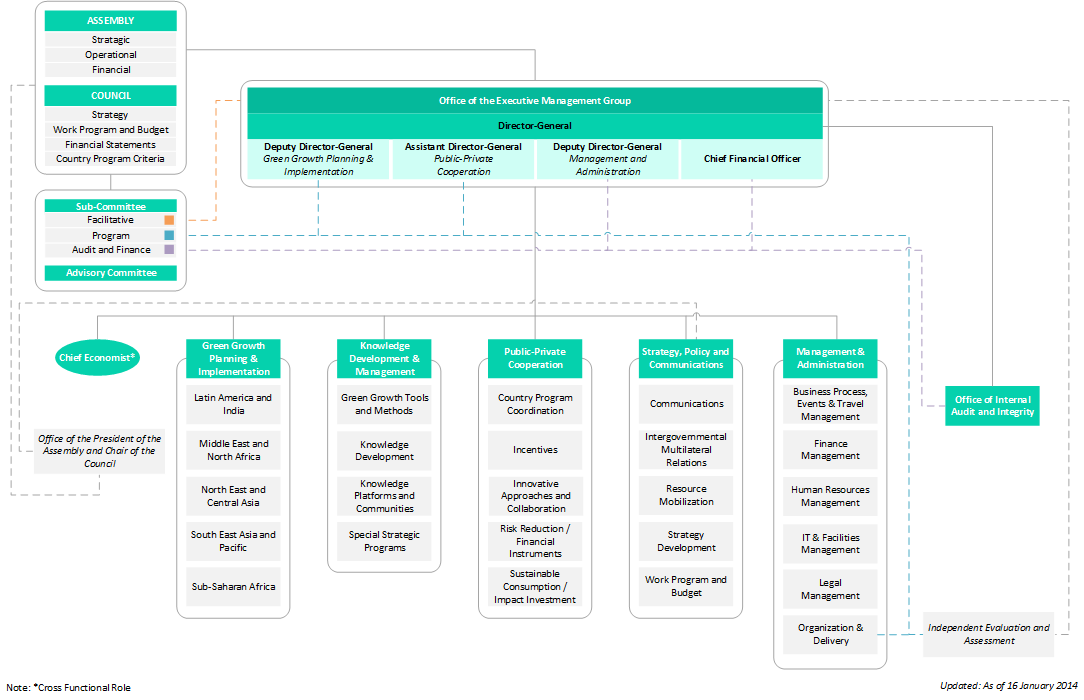 ASSEMBLY
Stratagic
Operational
Financial
COUNCIL
Strategy
Work Program and Budget
Financial Statements
Country Program Criteria
Sub-Committee
Facilitative
Program
Audit and Finance
Advisory Committee
Office of the Executive Management Group
Director-General
Deputy Director-General
Green Growth Planning &
Implementation
Assistant Director-General
Public-Private
Cooperation
Deputy Director-General
Management and
Administration
Chief Financial Officer
Chief Economist*
Office of the President of the
Assembly and Chair of the
Council
Green Growth
Planning &
Implementation
Latin America and
India
Middle East and
North Africa
North East and
Central Asia
South East Asia and
Pacific
Sub-Saharan Africa
Knowledge
Development &
Management
Green Growth Tools
and Methods
Knowledge
Development
Knowledge
Platforms and
Communities
Special Strategic
Programs
Public-Private
Cooperation
Country Program
Coordination
Incentives
Innovative
Approaches and
Collaboration
Risk Reduction /
Financial
Instruments
Sustainable
Consumption /
Impact Investment
Strategy, Policy and
Communications
Communications
Intergovernmental
Multilateral
Relations
Resource
Mobilization
Strategy
Development
Work Program and
Budget
Management &
Administration
Business Process,
Events & Travel
Management
Finance
Management
Human Resources
Management
IT & Facilities
Management
Legal
Management
Organization &
Delivery
Office of Internal
Audit and Integrity
Independent Evaluation and
Assessment
Note: *Cross Functional Role
Updated: As of 16 January 2014